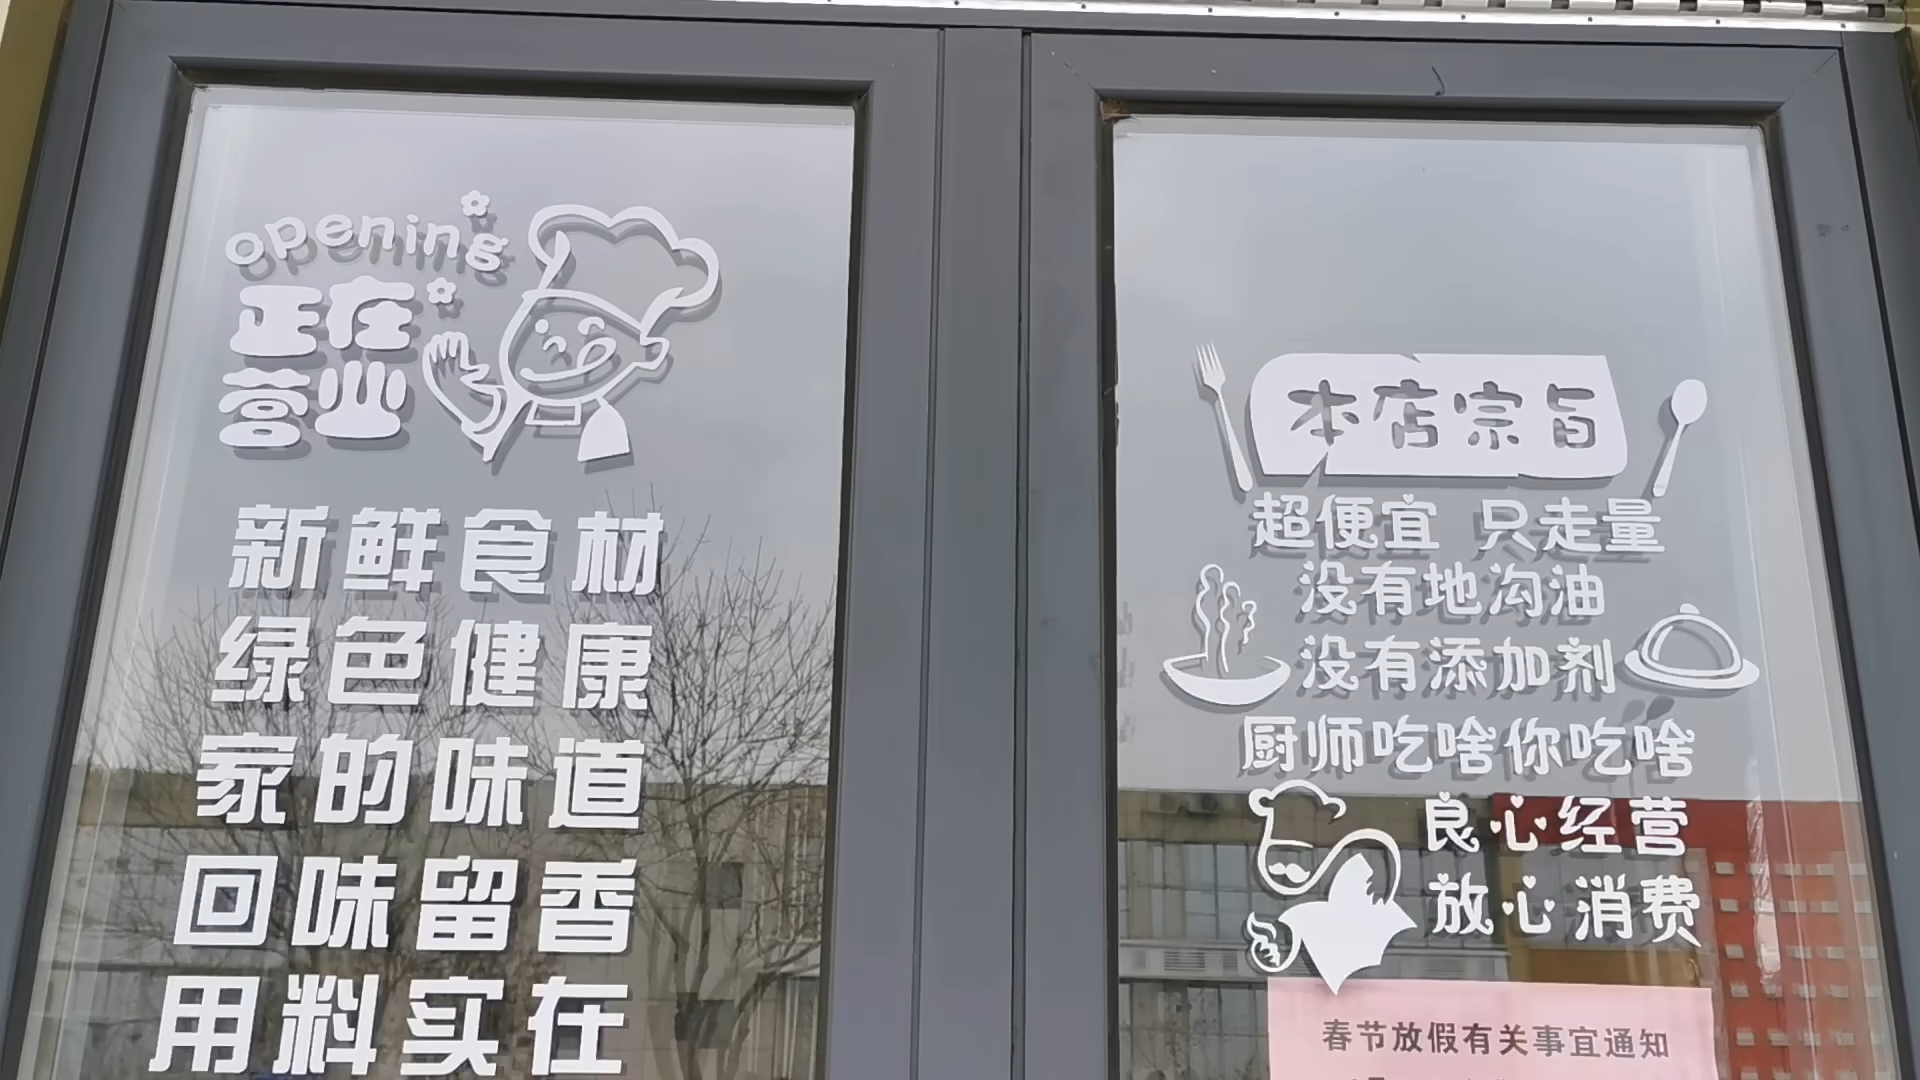 opening
正在
营业
新鲜食材
绿色健康
家的味道
回味留香
用料实在
本店宗旨
超便宜 只走量
没有地沟油
没有添加剂
厨师吃啥你吃啥
良心经营
放心消费
春节放假有关事宜通知